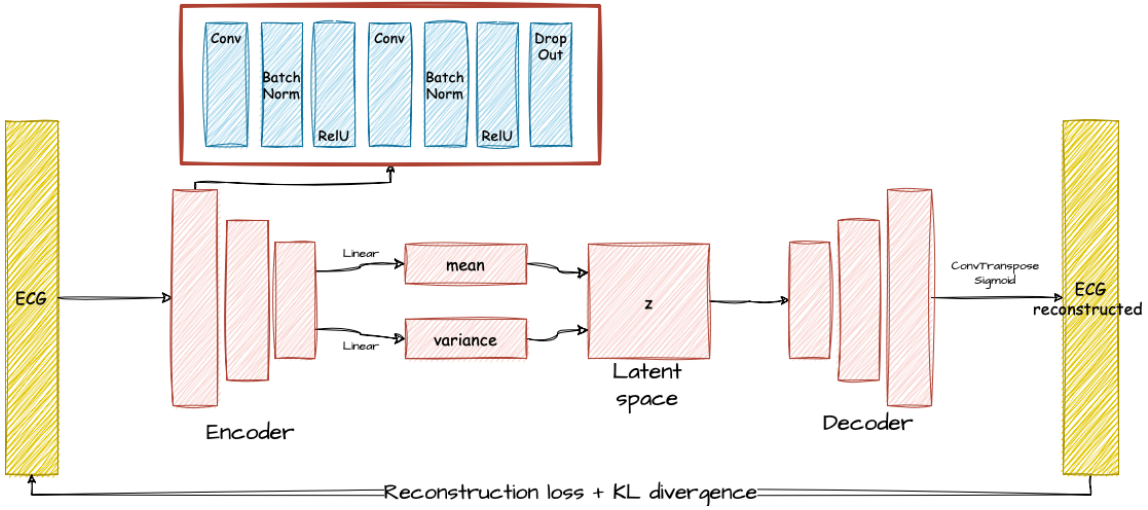 Conv
Batch
Norm
RelU
Conv
Batch
Norm
RelU
Drop
Out
ECG
Linear
mean
Linear
variance
z
Latent
space
Encoder
Decoder
ConvTranspose
Sigmoid
ECG
reconstructed
Reconstruction loss + KL divergence